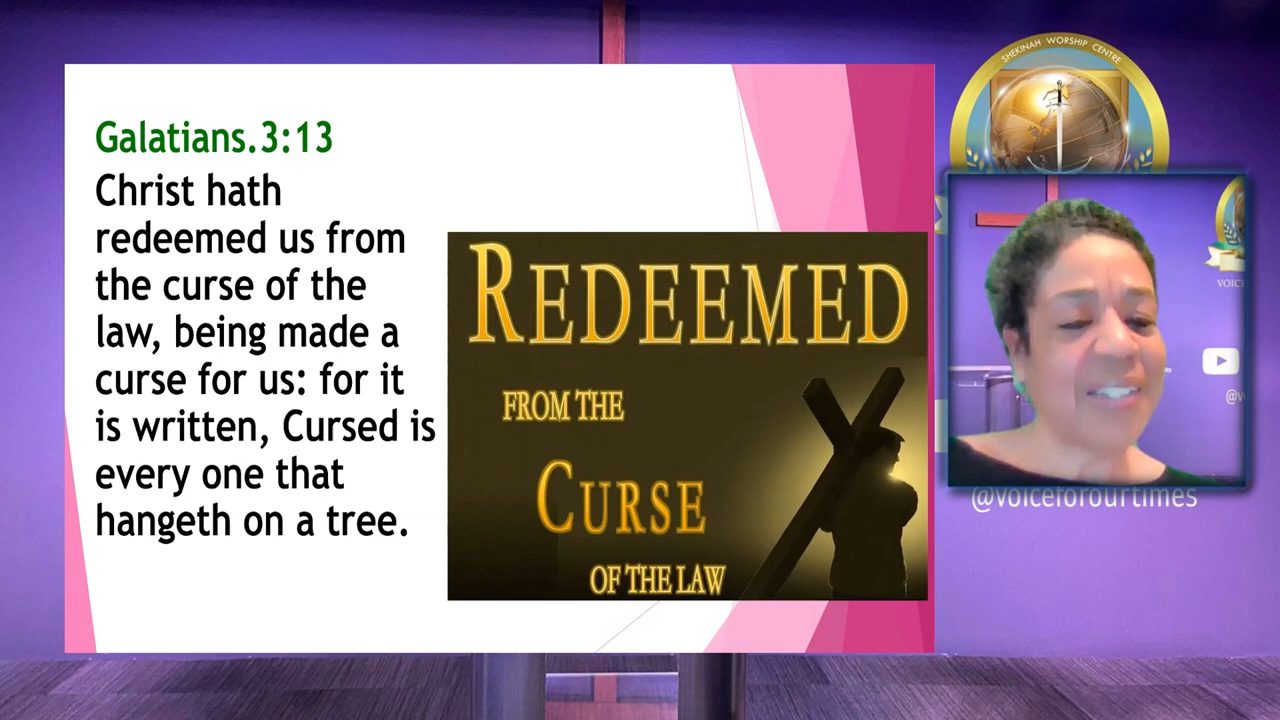 SHEKINAH WORSHIP CENTRE
Galatians.3:13
Christ hath
redeemed us from
the curse of the
law, being made a
curse for us: for it
is written, Cursed is
every one that
hangeth on a tree.
REDEEMED
FROM THE
CURSE
OF THE LAW
VOIC
@vo
@voiceforourtimes